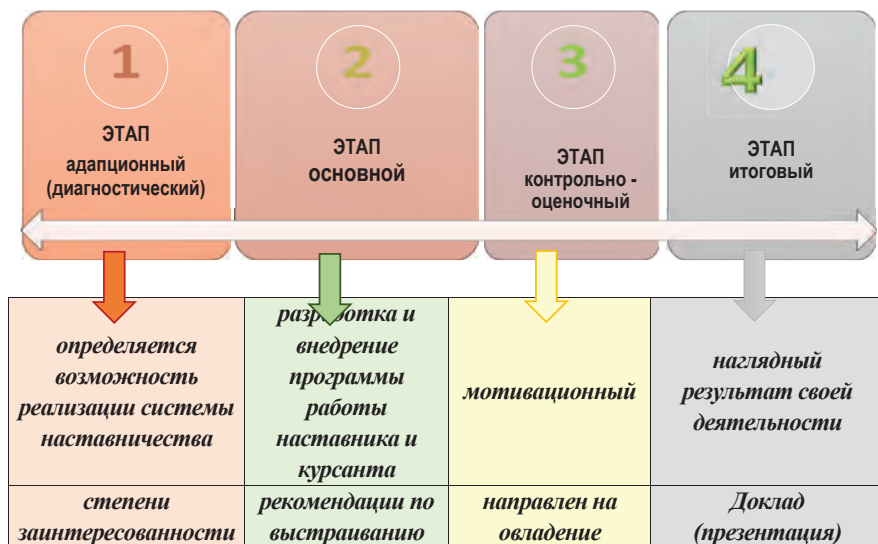 1
ЭТАП
адапционный
(диагностический)
2
ЭТАП
основной
3
ЭТАП
контрольно -
оценочный
4
ЭТАП
итоговый
определяется
возможность
реализации системы
наставничества
разработка и
внедрение
программы
работы
наставника и
курсанта
мотивационный
наглядный
результат своей
деятельности
степени
заинтересованности
рекомендации по
выстраиванию
направлен на
овладение
Доклад
(презентация)